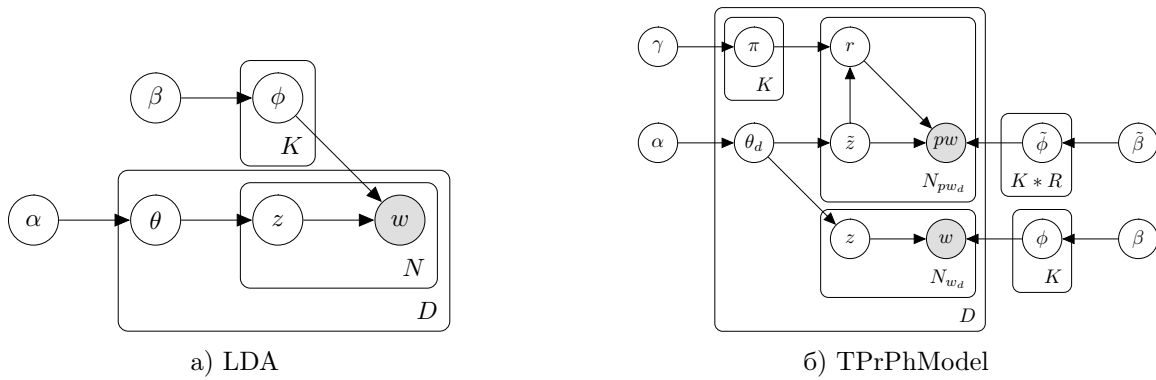 β
ϕ
K
α
θ
z
w
N
D
а) LDA
γ
π
K
r
α
θ_d
z̃
pw
N_{pw_d}
ϕ̃
K ∗ R
β̃
z
w
N_{w_d}
ϕ
K
β
D
б) TPrPhModel